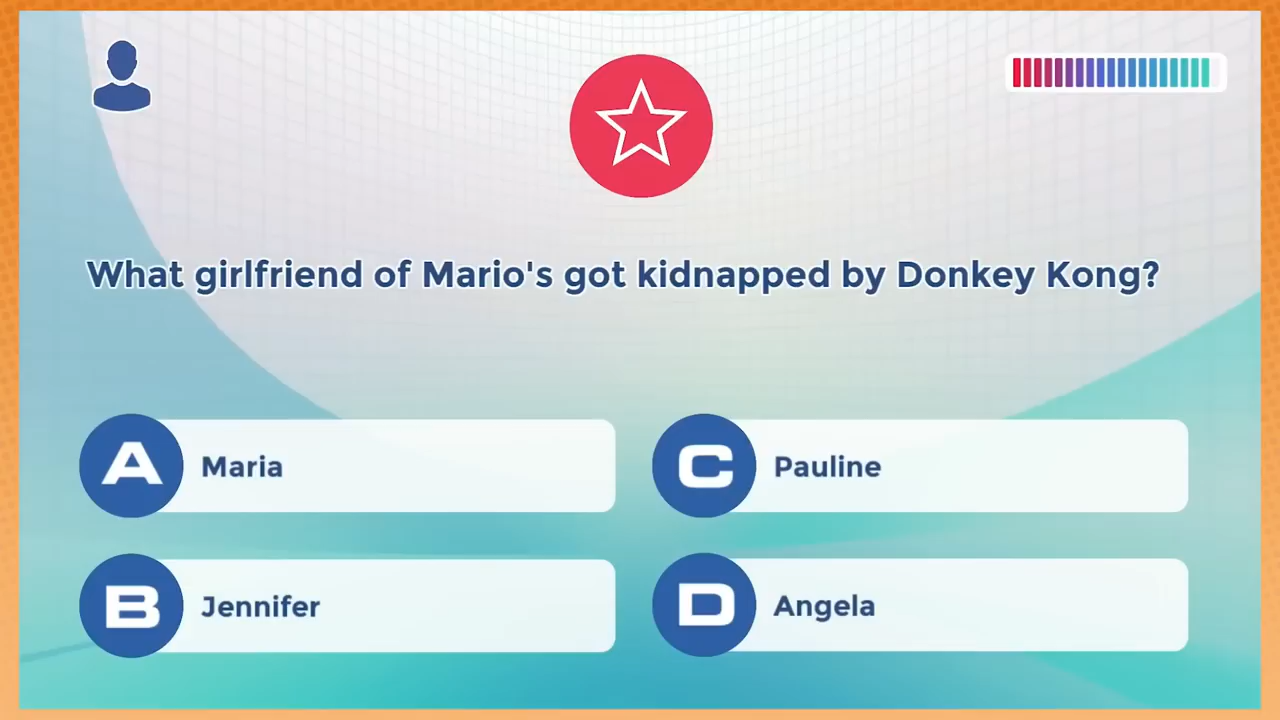 What girlfriend of Mario's got kidnapped by Donkey Kong?
A Maria
B Jennifer
C Pauline
D Angela